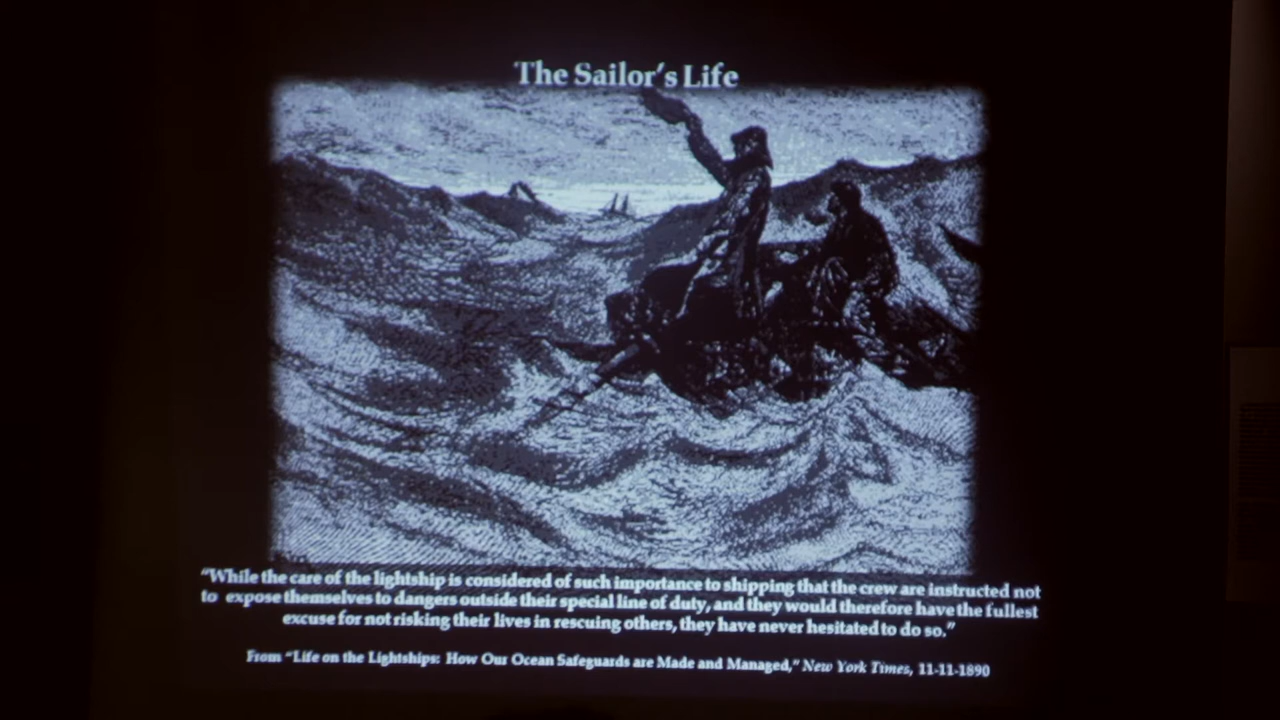 The Sailor's Life
“While the care of the lightship is considered of such importance to shipping that the crew are instructed not
to expose themselves to dangers outside their special line of duty, and they would therefore have the fullest
excuse for not risking their lives in rescuing others, they have never hesitated to do so.”
From “Life on the Lightships: How Our Ocean Safeguards are Made and Managed,” New York Times, 11-11-1890